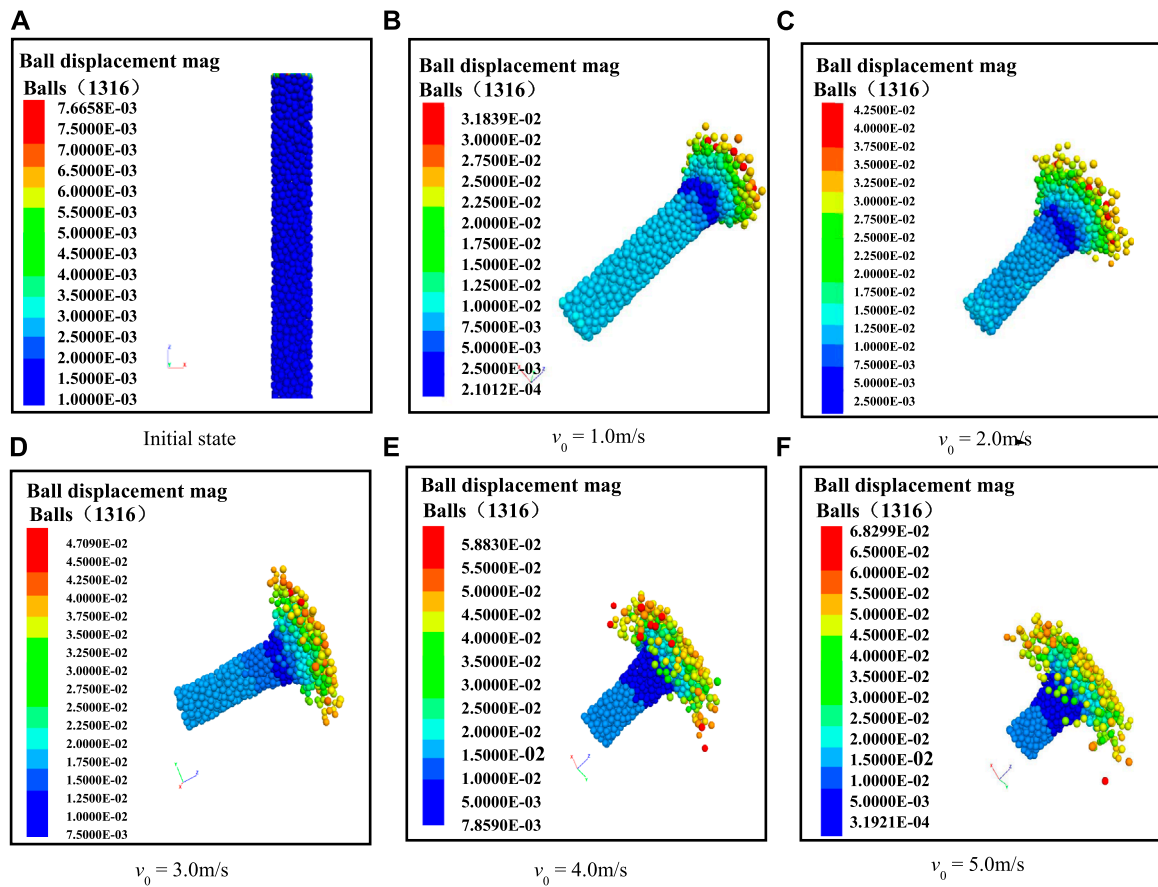 A
Ball displacement mag
Balls（1316）
7.6658E-03
7.5000E-03
7.0000E-03
6.5000E-03
6.0000E-03
5.5000E-03
5.0000E-03
4.5000E-03
4.0000E-03
3.5000E-03
3.0000E-03
2.5000E-03
2.0000E-03
1.5000E-03
1.0000E-03
Initial state
B
Ball displacement mag
Balls（1316）
3.1839E-02
3.0000E-02
2.7500E-02
2.5000E-02
2.2500E-02
2.0000E-02
1.7500E-02
1.5000E-02
1.2500E-02
1.0000E-02
7.5000E-03
5.0000E-03
2.5000E-03
2.1012E-04
v0 = 1.0m/s
C
Ball displacement mag
Balls（1316）
4.2500E-02
4.0000E-02
3.7500E-02
3.5000E-02
3.2500E-02
3.0000E-02
2.7500E-02
2.5000E-02
2.2500E-02
2.0000E-02
1.7500E-02
1.5000E-02
1.2500E-02
1.0000E-02
7.5000E-03
5.0000E-03
2.5000E-03
v0 = 2.0m/s
D
Ball displacement mag
Balls（1316）
4.7090E-02
4.5000E-02
4.2500E-02
4.0000E-02
3.7500E-02
3.5000E-02
3.2500E-02
3.0000E-02
2.7500E-02
2.5000E-02
2.2500E-02
2.0000E-02
1.7500E-02
1.5000E-02
1.2500E-02
1.0000E-02
7.5000E-03
v0 = 3.0m/s
E
Ball displacement mag
Balls（1316）
5.8830E-02
5.5000E-02
5.0000E-02
4.5000E-02
4.0000E-02
3.5000E-02
3.0000E-02
2.5000E-02
2.0000E-02
1.5000E-02
1.0000E-02
5.0000E-03
7.8590E-03
v0 = 4.0m/s
F
Ball displacement mag
Balls（1316）
6.8299E-02
6.5000E-02
6.0000E-02
5.5000E-02
5.0000E-02
4.5000E-02
4.0000E-02
3.5000E-02
3.0000E-02
2.5000E-02
2.0000E-02
1.5000E-02
1.0000E-02
5.0000E-03
3.1921E-04
v0 = 5.0m/s